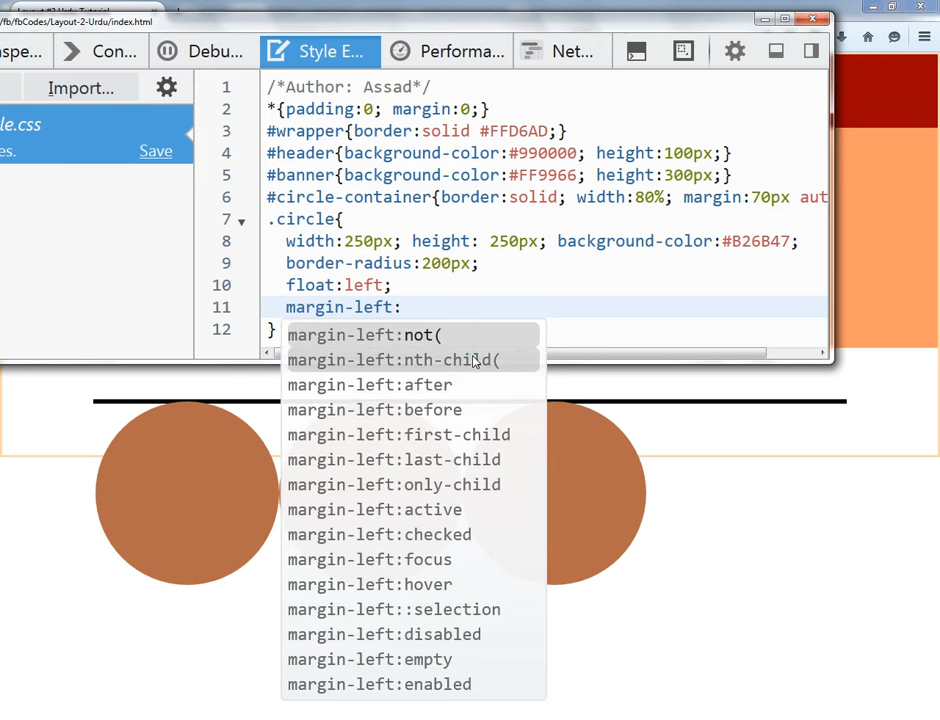 Layout #2 Urdu Tutorial
/fb/fbCodes/Layout-2-Urdu/index.html
nspe... Con... Debu... Style E... Performa... Net...
Import...
le.css
es. Save
1 /*Author: Assad*/
2 *{padding:0; margin:0;}
3 #wrapper{border:solid #FFD6AD;}
4 #header{background-color:#990000; height:100px;}
5 #banner{background-color:#FF9966; height:300px;}
6 #circle-container{border:solid; width:80%; margin:70px aut
7 .circle{
8 width:250px; height: 250px; background-color:#B26B47;
9 border-radius:200px;
10 float:left;
11 margin-left:
12 }
margin-left:not(
margin-left:nth-child(
margin-left:after
margin-left:before
margin-left:first-child
margin-left:last-child
margin-left:only-child
margin-left:active
margin-left:checked
margin-left:focus
margin-left:hover
margin-left::selection
margin-left:disabled
margin-left:empty
margin-left:enabled